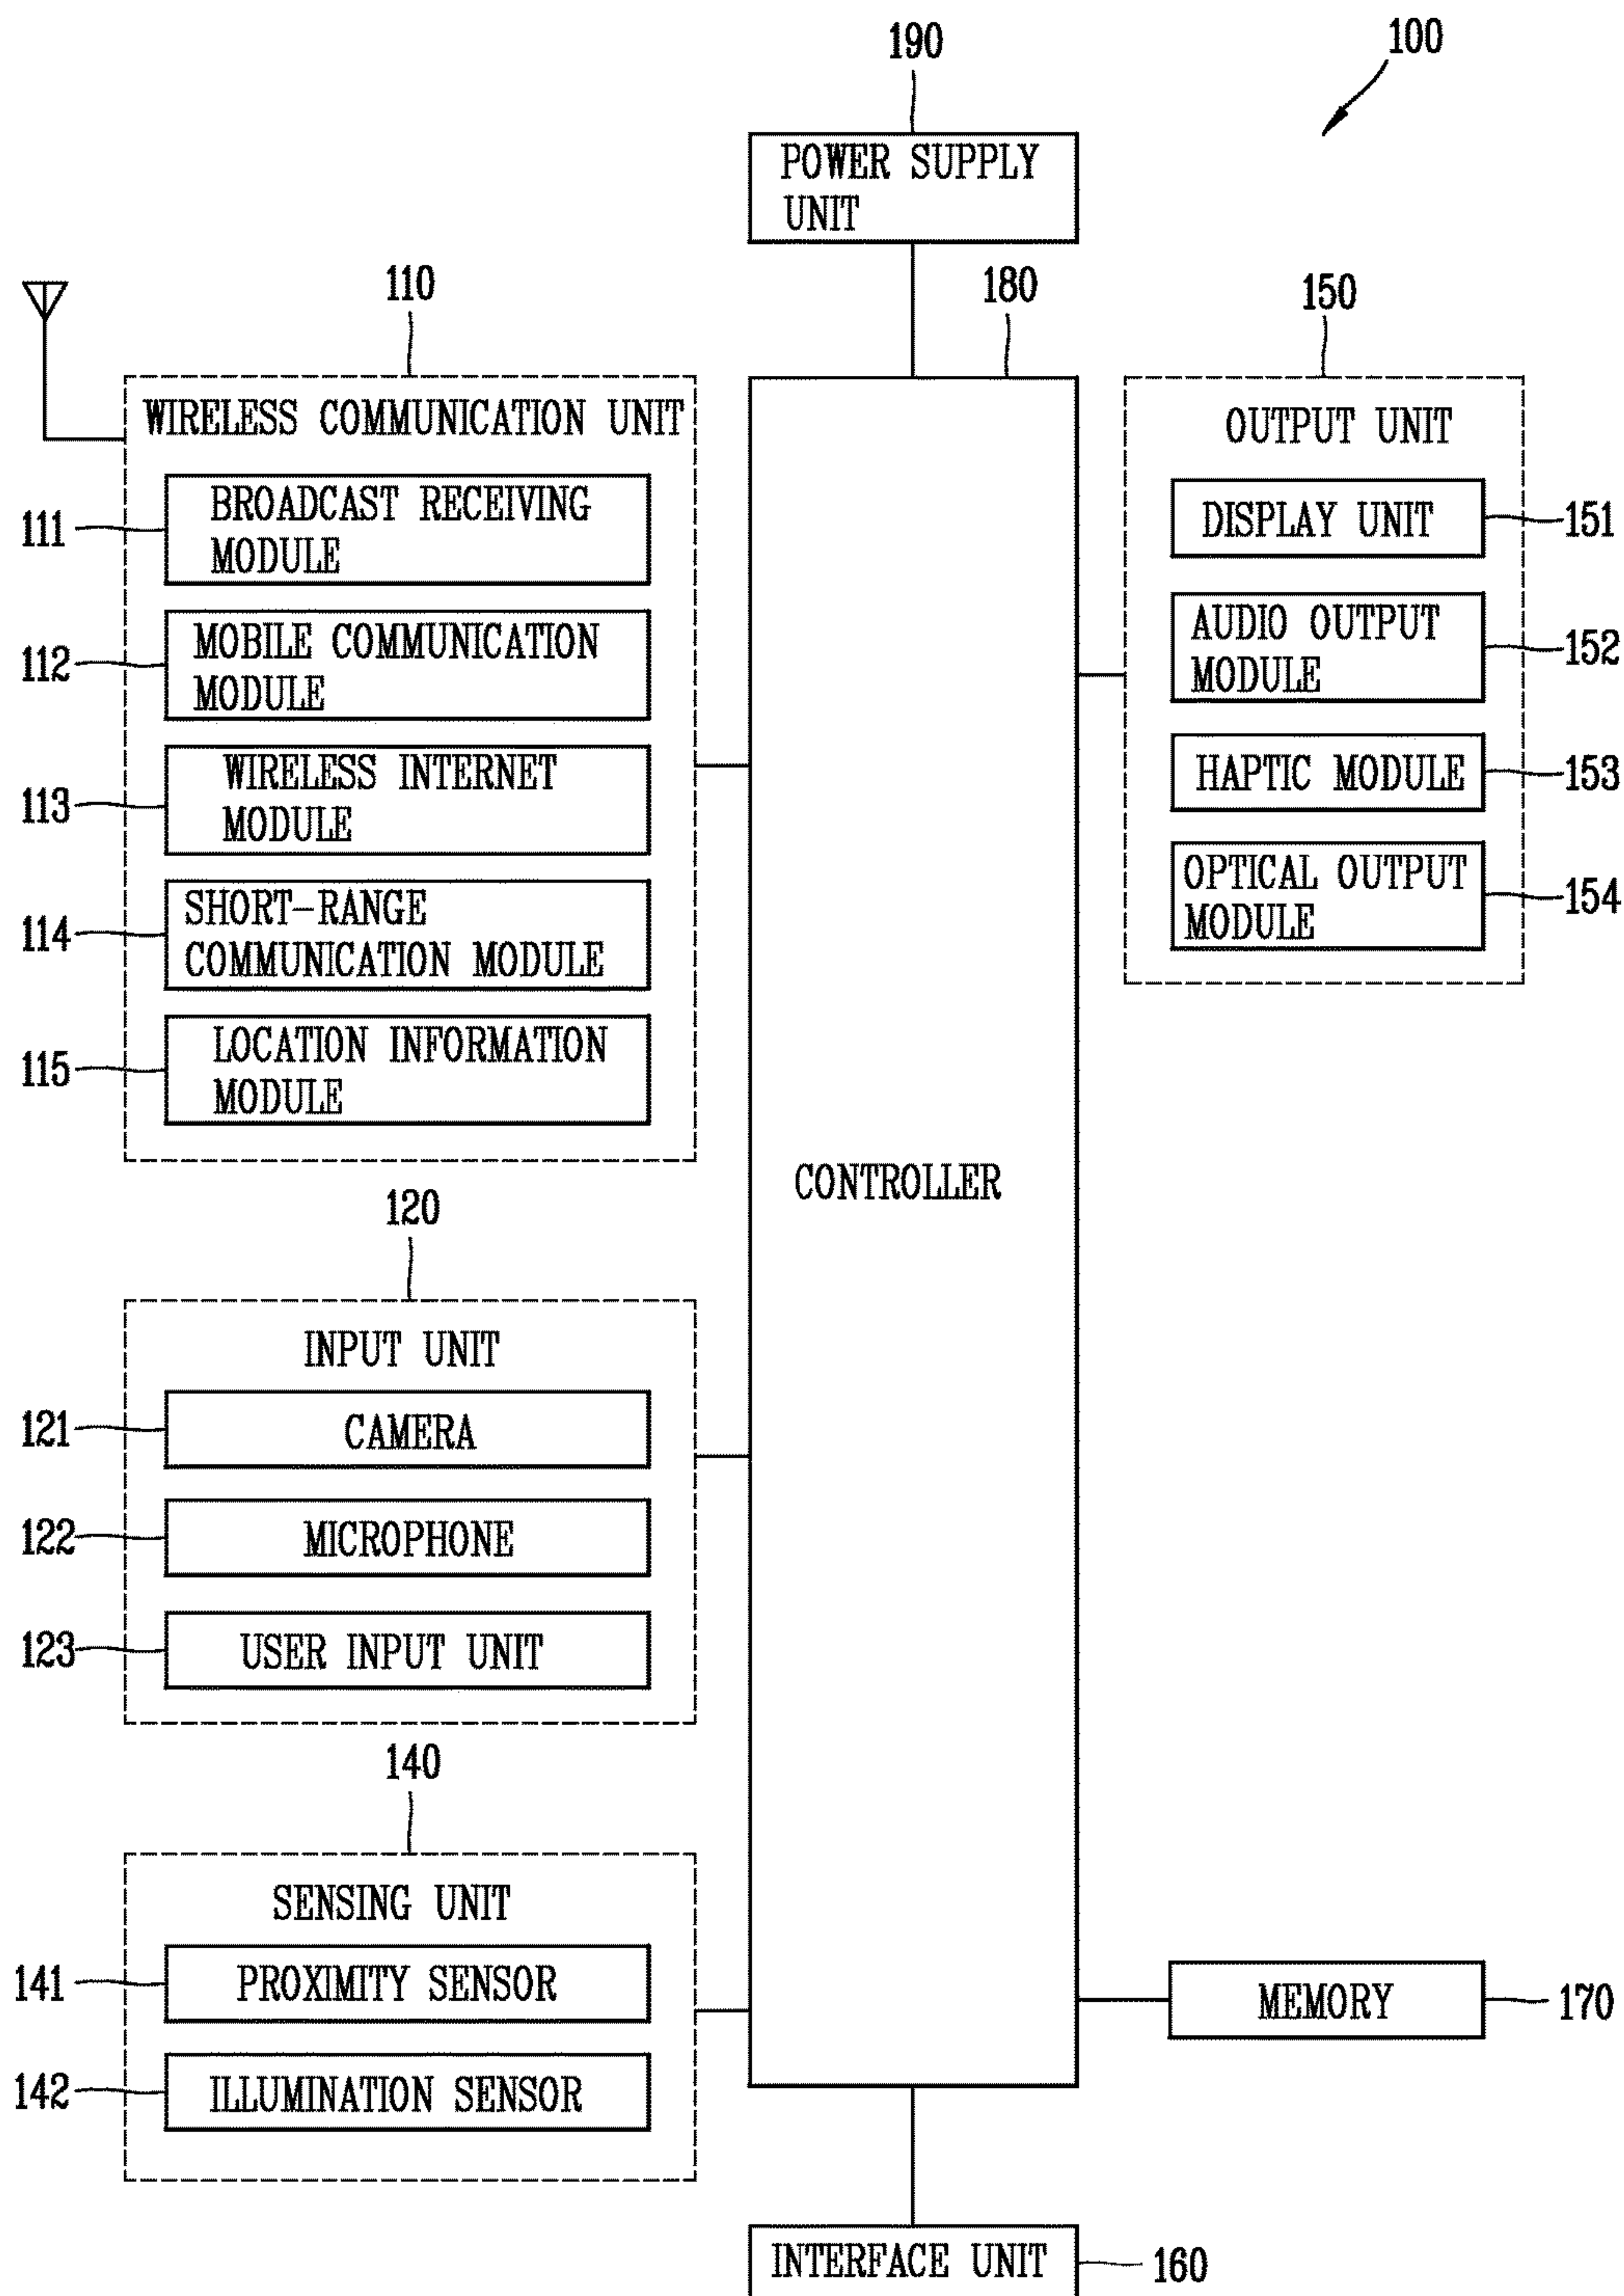 100
190
POWER SUPPLY
UNIT
110
180
150
WIRELESS COMMUNICATION UNIT
111
BROADCAST RECEIVING
MODULE
112
MOBILE COMMUNICATION
MODULE
113
WIRELESS INTERNET
MODULE
114
SHORT-RANGE
COMMUNICATION MODULE
115
LOCATION INFORMATION
MODULE
OUTPUT UNIT
DISPLAY UNIT
151
AUDIO OUTPUT
MODULE
152
HAPTIC MODULE
153
OPTICAL OUTPUT
MODULE
154
CONTROLLER
120
INPUT UNIT
121
CAMERA
122
MICROPHONE
123
USER INPUT UNIT
140
SENSING UNIT
141
PROXIMITY SENSOR
142
ILLUMINATION SENSOR
MEMORY
170
INTERFACE UNIT
160